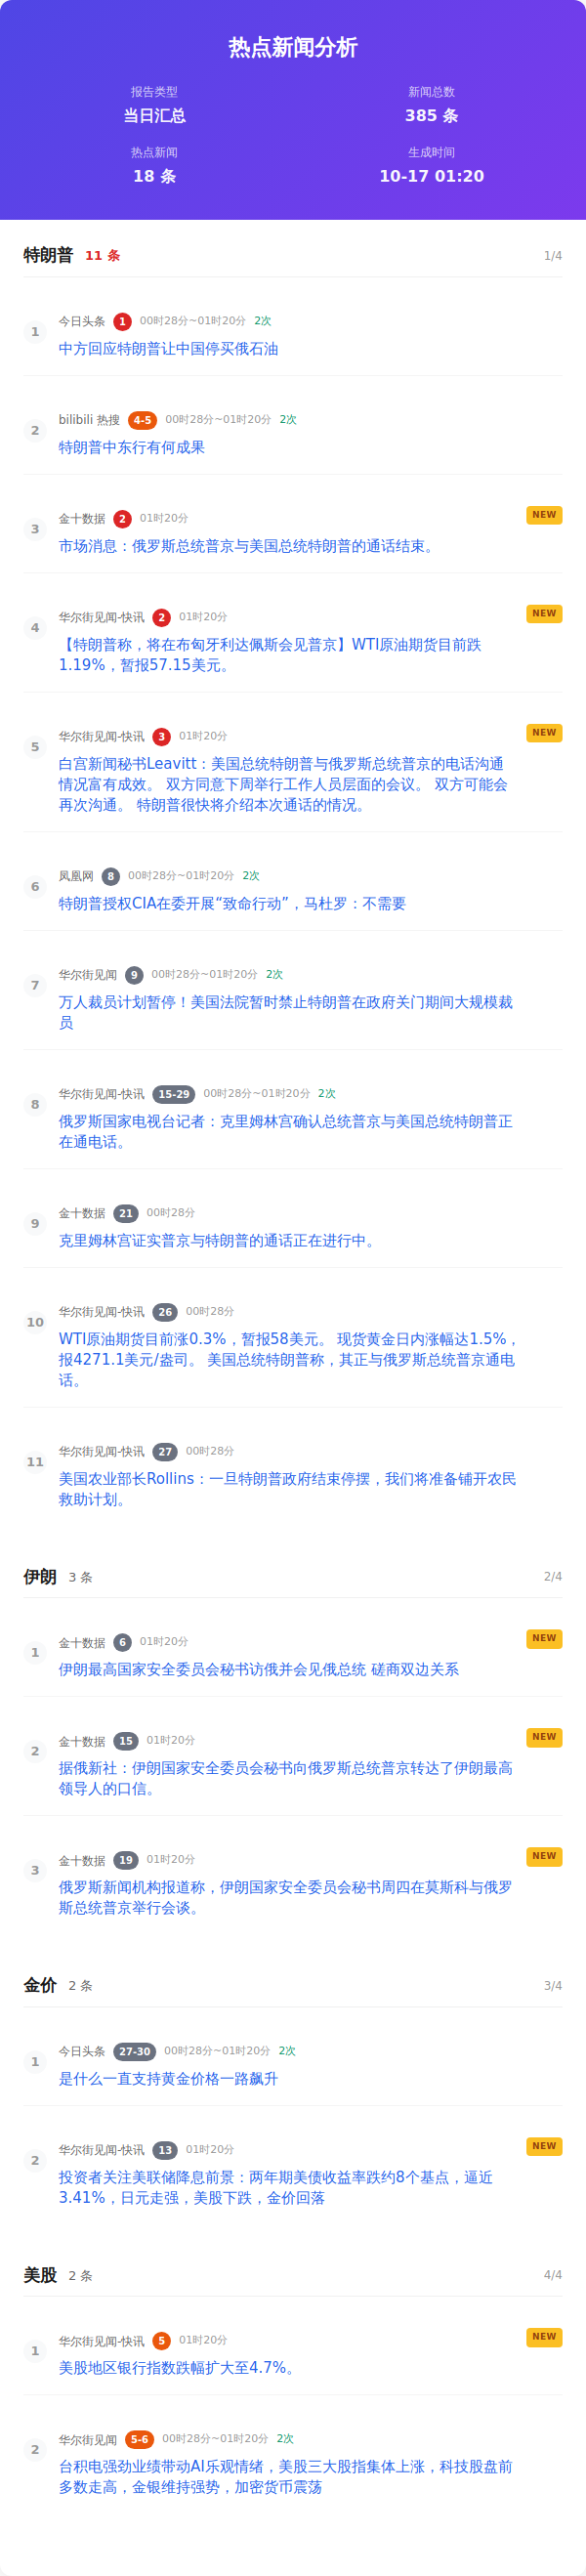 热点新闻分析
报告类型
新闻总数
当日汇总
385 条
热点新闻
生成时间
18 条
10-17 01:20
特朗普 11 条 1/4
1 今日头条 1 00时28分~01时20分 2次
中方回应特朗普让中国停买俄石油
2 bilibili 热搜 4-5 00时28分~01时20分 2次
特朗普中东行有何成果
3 金十数据 2 01时20分 NEW
市场消息：俄罗斯总统普京与美国总统特朗普的通话结束。
4 华尔街见闻-快讯 2 01时20分 NEW
【特朗普称，将在布匈牙利达佩斯会见普京】WTI原油期货目前跌
1.19%，暂报57.15美元。
5 华尔街见闻-快讯 3 01时20分 NEW
白宫新闻秘书Leavitt：美国总统特朗普与俄罗斯总统普京的电话沟通
情况富有成效。 双方同意下周举行工作人员层面的会议。 双方可能会
再次沟通。 特朗普很快将介绍本次通话的情况。
6 凤凰网 8 00时28分~01时20分 2次
特朗普授权CIA在委开展“致命行动”，马杜罗：不需要
7 华尔街见闻 9 00时28分~01时20分 2次
万人裁员计划暂停！美国法院暂时禁止特朗普在政府关门期间大规模裁
员
8 华尔街见闻-快讯 15-29 00时28分~01时20分 2次
俄罗斯国家电视台记者：克里姆林宫确认总统普京与美国总统特朗普正
在通电话。
9 金十数据 21 00时28分
克里姆林宫证实普京与特朗普的通话正在进行中。
10 华尔街见闻-快讯 26 00时28分
WTI原油期货目前涨0.3%，暂报58美元。 现货黄金日内涨幅达1.5%，
报4271.1美元/盎司。 美国总统特朗普称，其正与俄罗斯总统普京通电
话。
11 华尔街见闻-快讯 27 00时28分
美国农业部长Rollins：一旦特朗普政府结束停摆，我们将准备铺开农民
救助计划。
伊朗 3 条 2/4
1 金十数据 6 01时20分 NEW
伊朗最高国家安全委员会秘书访俄并会见俄总统 磋商双边关系
2 金十数据 15 01时20分 NEW
据俄新社：伊朗国家安全委员会秘书向俄罗斯总统普京转达了伊朗最高
领导人的口信。
3 金十数据 19 01时20分 NEW
俄罗斯新闻机构报道称，伊朗国家安全委员会秘书周四在莫斯科与俄罗
斯总统普京举行会谈。
金价 2 条 3/4
1 今日头条 27-30 00时28分~01时20分 2次
是什么一直支持黄金价格一路飙升
2 华尔街见闻-快讯 13 01时20分 NEW
投资者关注美联储降息前景：两年期美债收益率跌约8个基点，逼近
3.41%，日元走强，美股下跌，金价回落
美股 2 条 4/4
1 华尔街见闻-快讯 5 01时20分 NEW
美股地区银行指数跌幅扩大至4.7%。
2 华尔街见闻 5-6 00时28分~01时20分 2次
台积电强劲业绩带动AI乐观情绪，美股三大股指集体上涨，科技股盘前
多数走高，金银维持强势，加密货币震荡